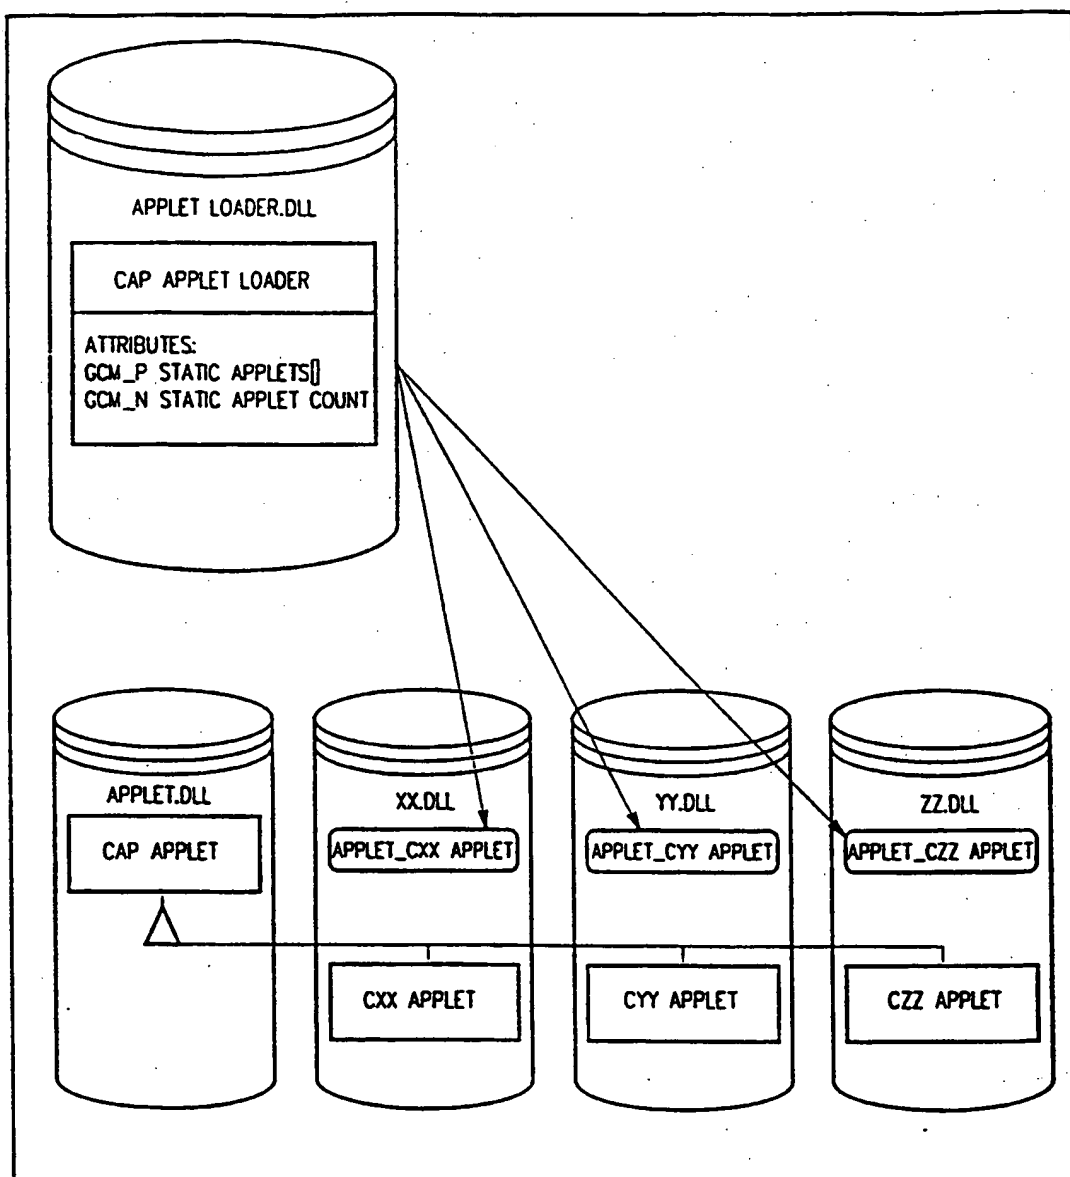 APPLET LOADER.DLL
CAP APPLET LOADER
ATTRIBUTES:
GCM_P STATIC APPLETS[]
GCM_N STATIC APPLET COUNT
APPLET.DLL
CAP APPLET
XX.DLL
APPLET_CXX APPLET
YY.DLL
APPLET_CYY APPLET
ZZ.DLL
APPLET_CZZ APPLET
CXX APPLET
CYY APPLET
CZZ APPLET